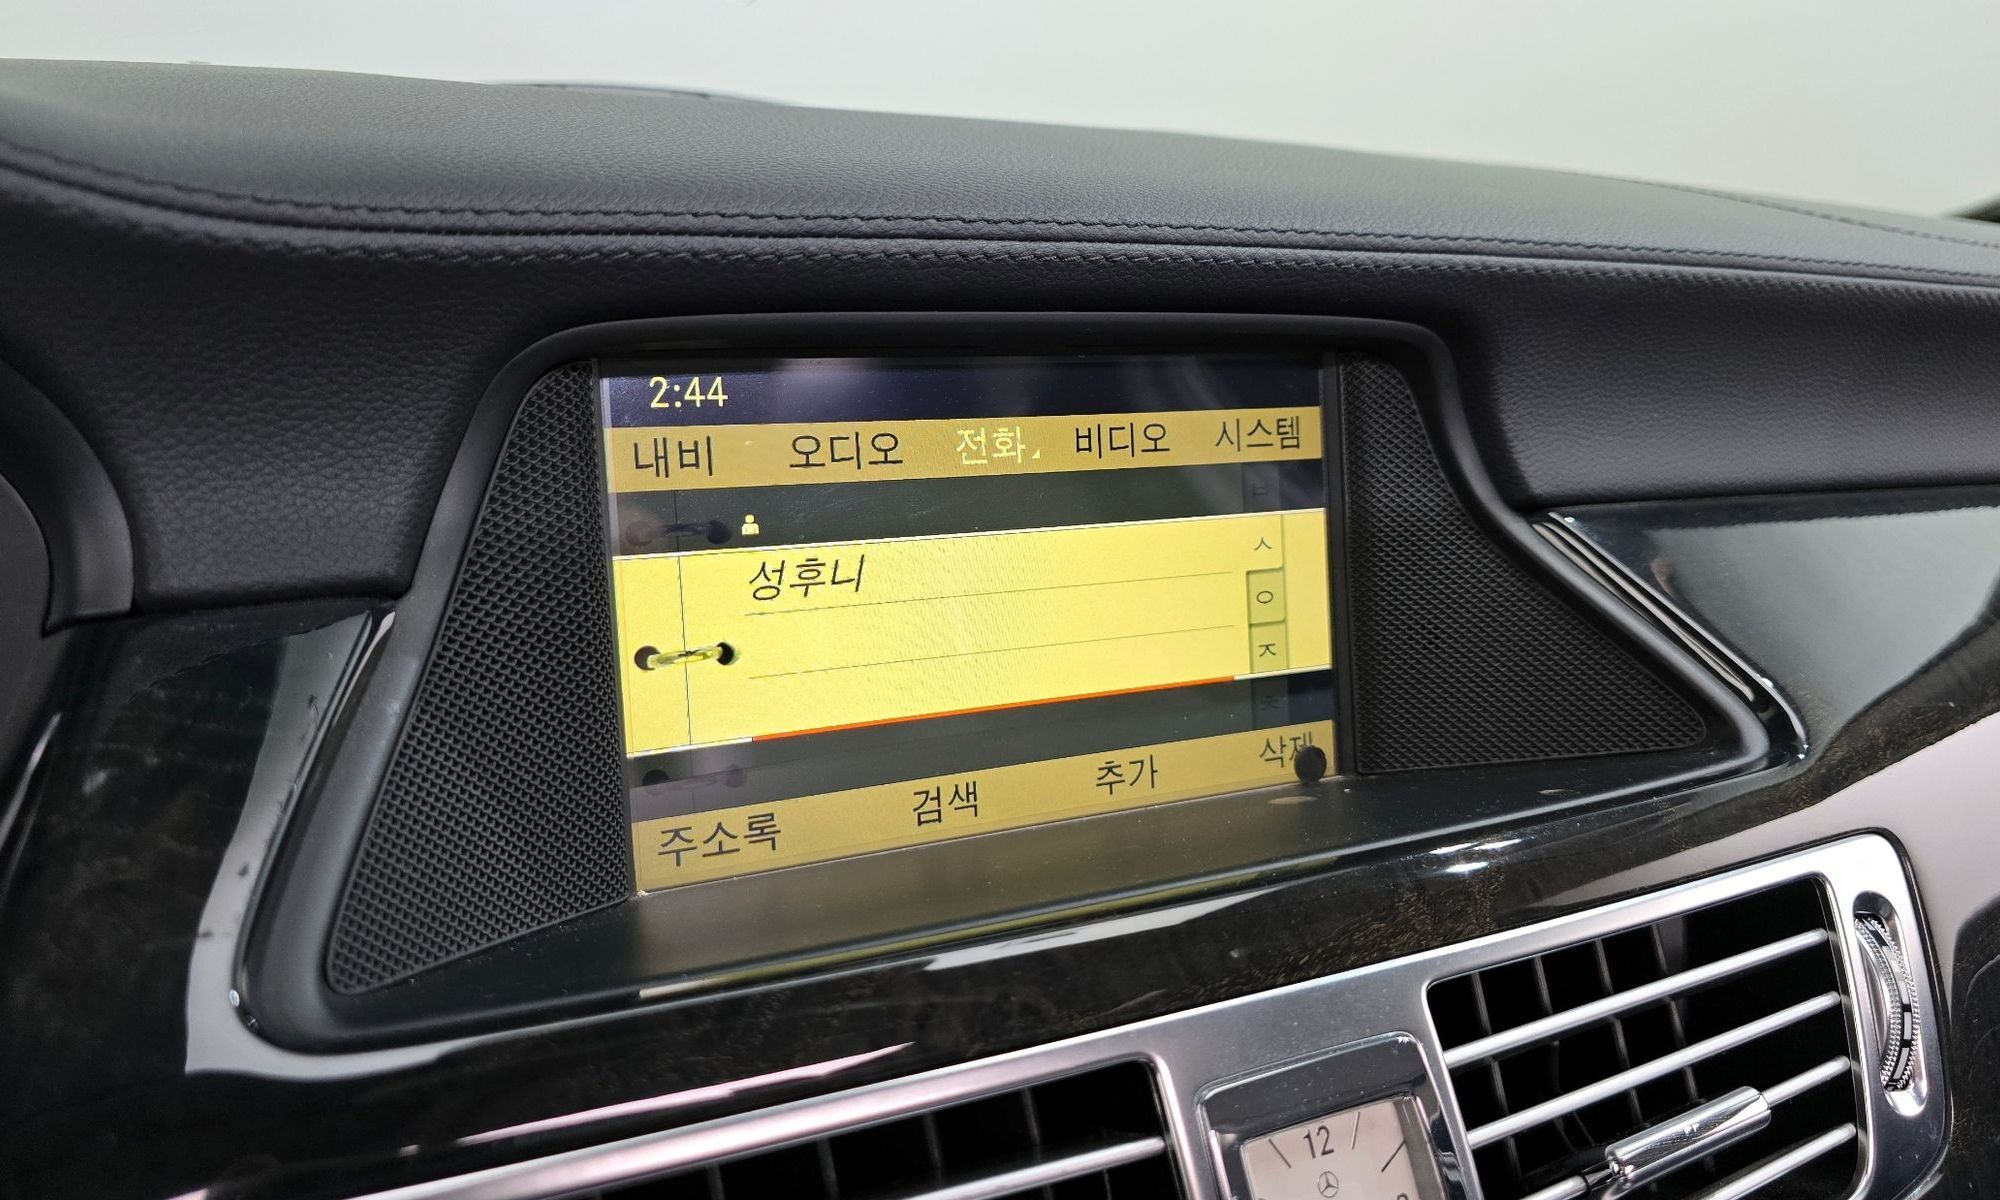 2:44
내비 오디오 전화 비디오 시스템
ㅂ
성후니
ㅅ
ㅇ
ㅈ
ㅊ
주소록 검색 추가 삭제
12